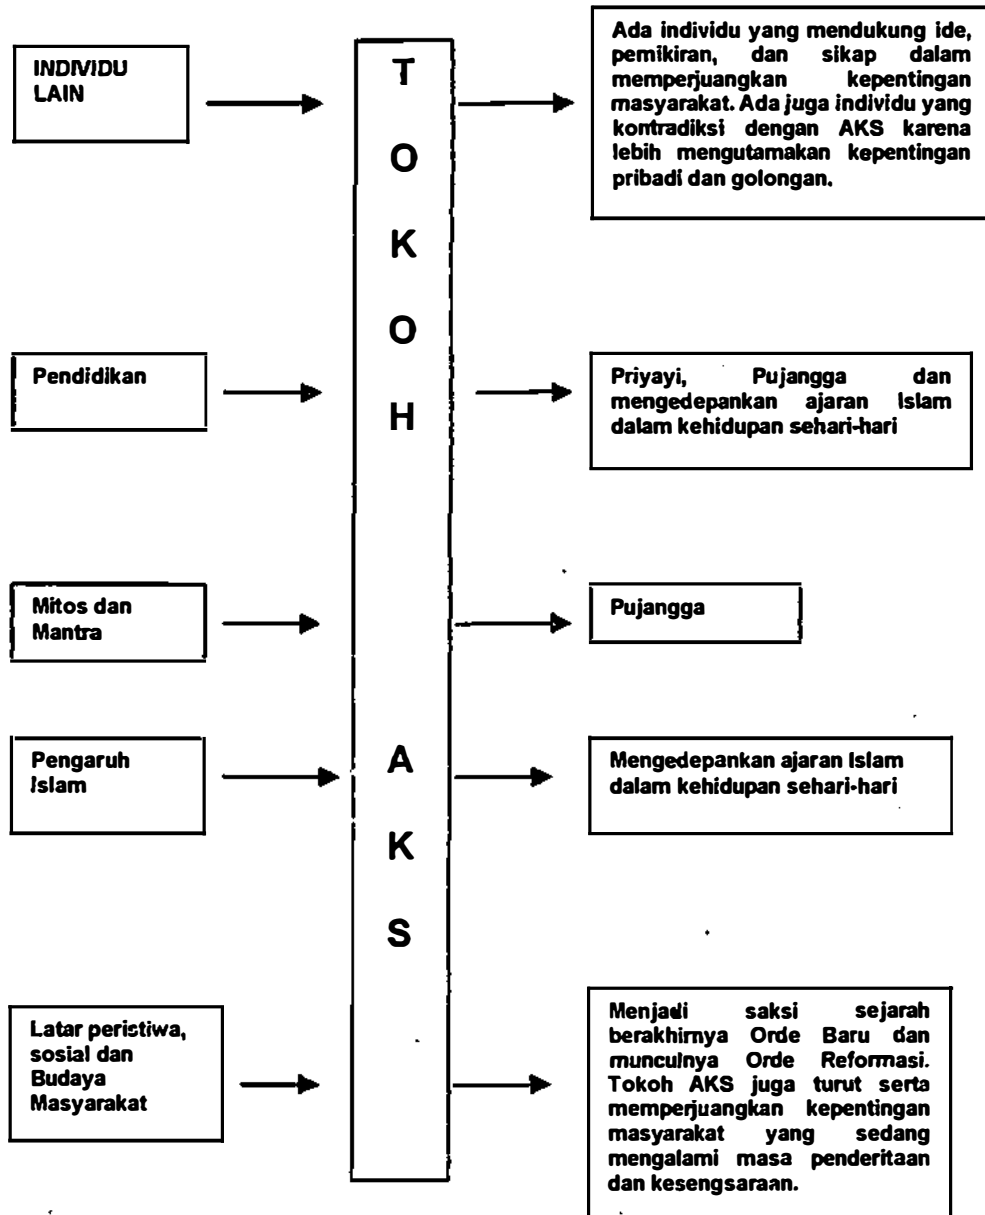 INDIVIDU
LAIN
T
O
K
O
H
A
K
S
Ada individu yang mendukung ide,
pemikiran, dan sikap dalam
memperjuangkan kepentingan
masyarakat. Ada juga individu yang
kontradiksi dengan AKS karena
lebih mengutamakan kepentingan
pribadi dan golongan.
Pendidikan
Priyayi, Pujangga dan
mengedepankan ajaran Islam
dalam kehidupan sehari-hari
Mitos dan
Mantra
Pujangga
Pengaruh
Islam
Mengedepankan ajaran Islam
dalam kehidupan sehari-hari
Latar peristiwa,
sosial dan
Budaya
Masyarakat
Menjadi saksi sejarah
berakhirnya Orde Baru dan
munculnya Orde Reformasi.
Tokoh AKS juga turut serta
memperjuangkan kepentingan
masyarakat yang sedang
mengalami masa penderitaan
dan kesengsaraan.